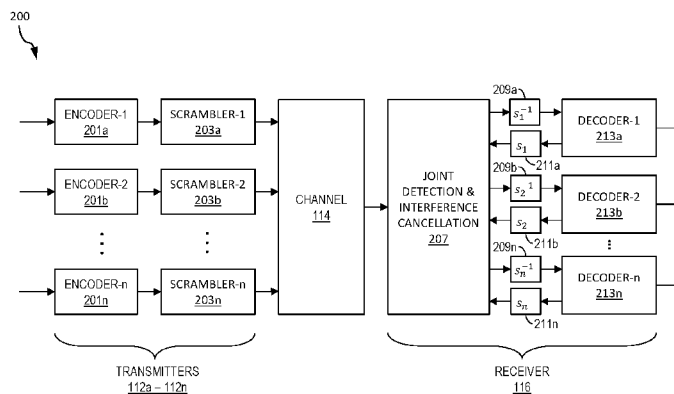 200
ENCODER-1
201a
SCRAMBLER-1
203a
ENCODER-2
201b
SCRAMBLER-2
203b
ENCODER-n
201n
SCRAMBLER-n
203n
TRANSMITTERS
112a – 112n
CHANNEL
114
JOINT
DETECTION &
INTERFERENCE
CANCELLATION
207
209a
s₁⁻¹
s₁
211a
DECODER-1
213a
209b
s₂⁻¹
s₂
211b
DECODER-2
213b
209n
sₙ⁻¹
sₙ
211n
DECODER-n
213n
RECEIVER
116